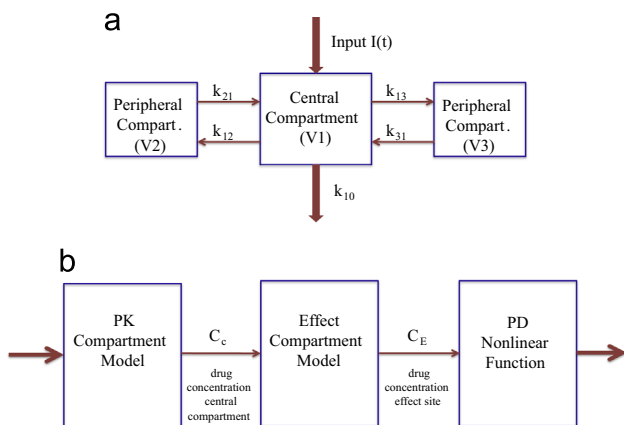 a
Input I(t)
Peripheral
Compart.
(V2)
k21
k12
Central
Compartment
(V1)
k13
k31
Peripheral
Compart.
(V3)
k10
b
PK
Compartment
Model
Cc
drug
concentration
central
compartment
Effect
Compartment
Model
CE
drug
concentration
effect site
PD
Nonlinear
Function